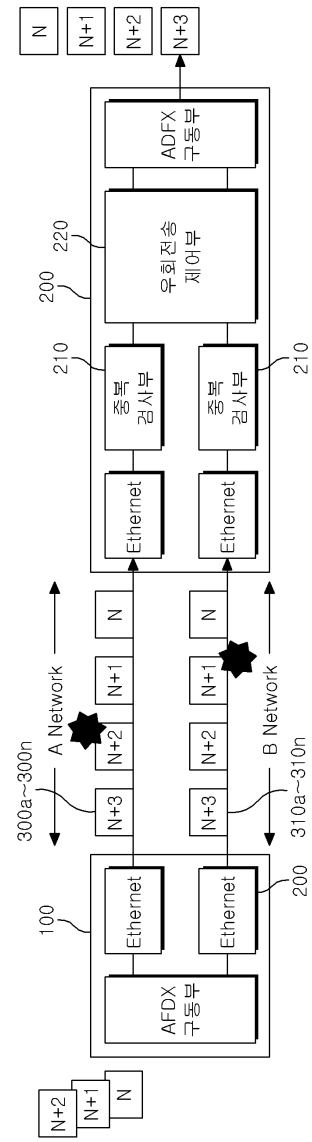 N+2
N+1
N
100
AFDX
구동부
Ethernet
Ethernet
200
300a~300n
A Network
N+3
N+2
N+1
N
N+3
N+2
N+1
N
310a~310n
B Network
Ethernet
Ethernet
210
중복
검사부
중복
검사부
210
200
220
우회전송
제어부
ADFX
구동부
N
N+1
N+2
N+3